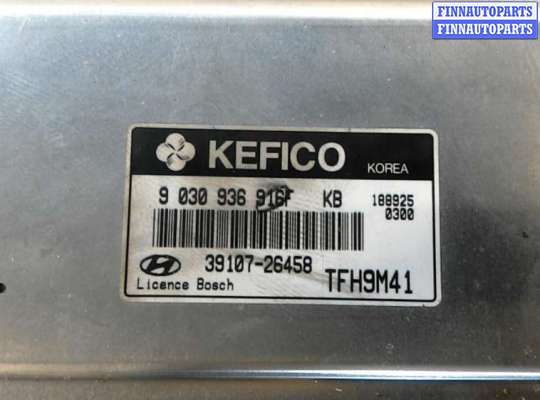 FINNAUTOPARTS
FINNAUTOPARTS
KEFICO KOREA
9 030 936 916F KB 188925
0300
39107-26458
Licence Bosch TFH9M41